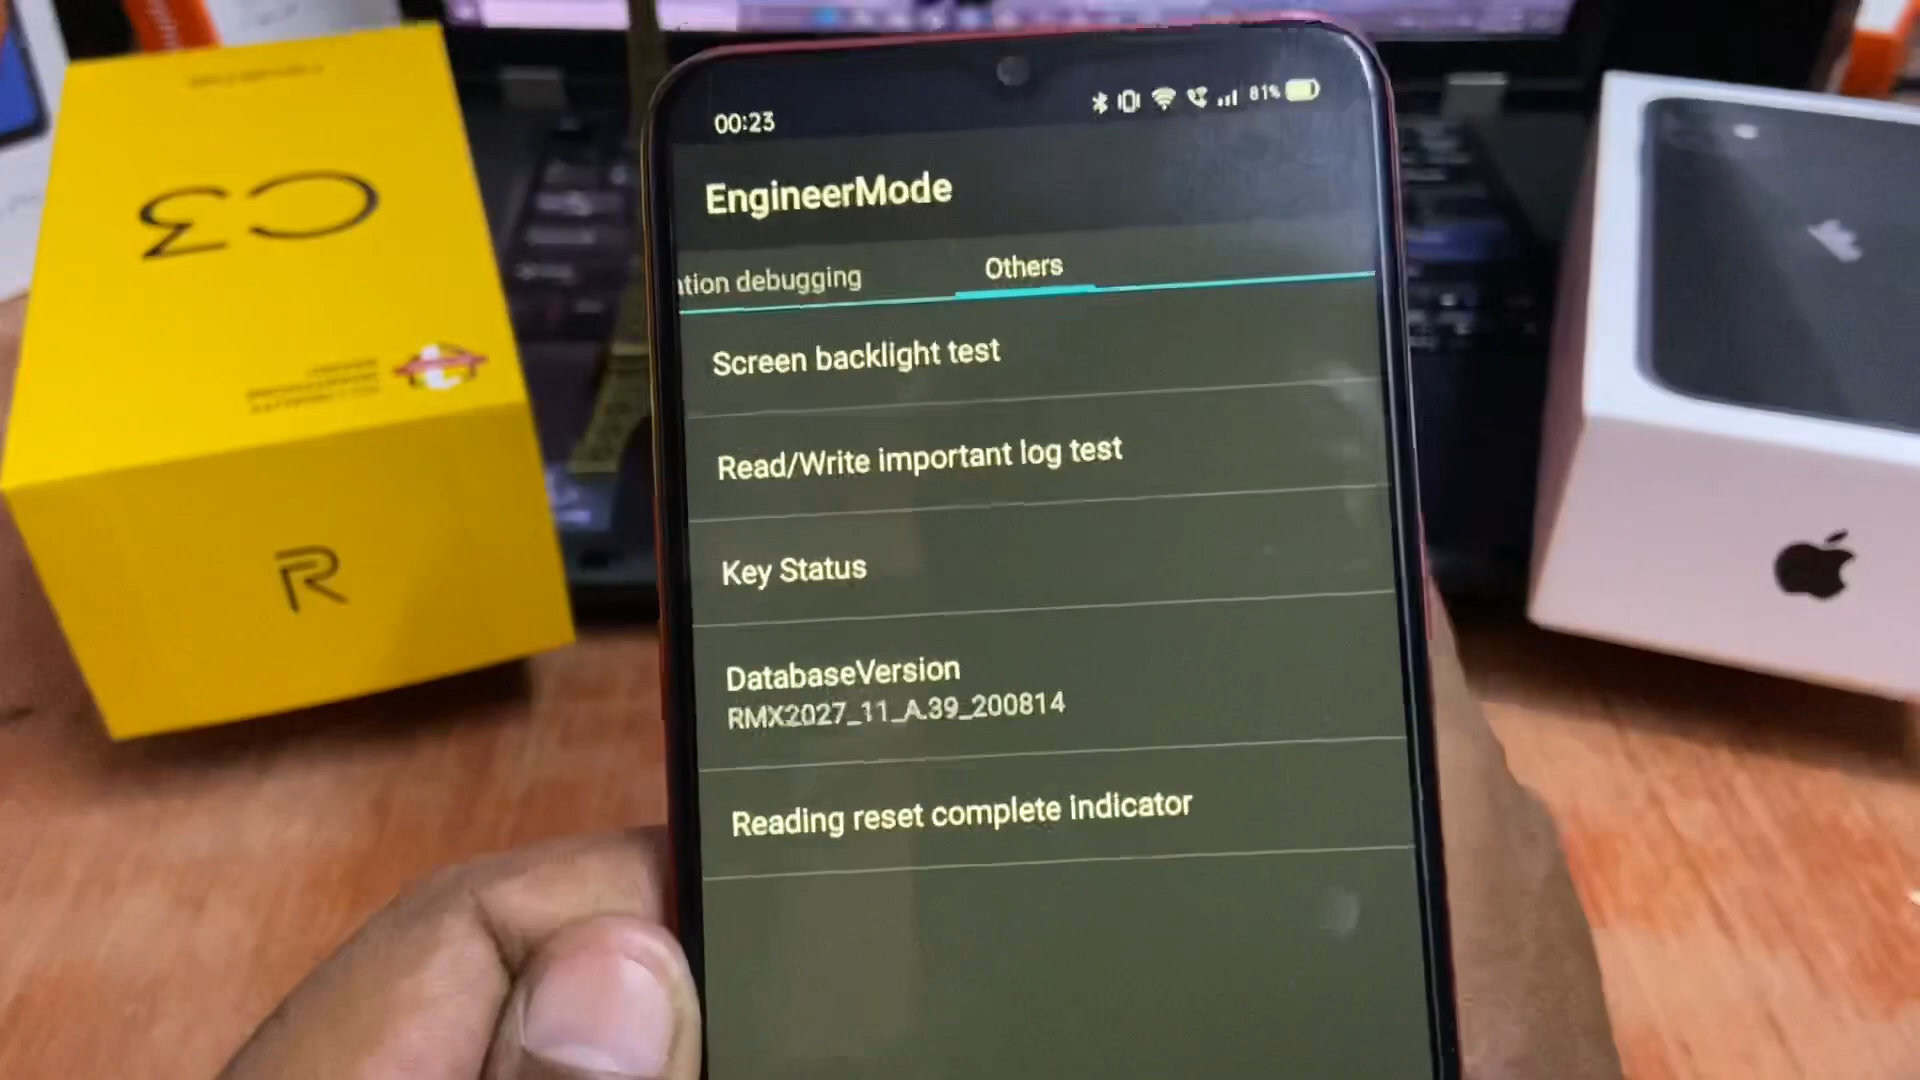 C3
R
00:23
81%
EngineerMode
ation debugging
Others
Screen backlight test
Read/Write important log test
Key Status
DatabaseVersion
RMX2027_11_A.39_200814
Reading reset complete indicator